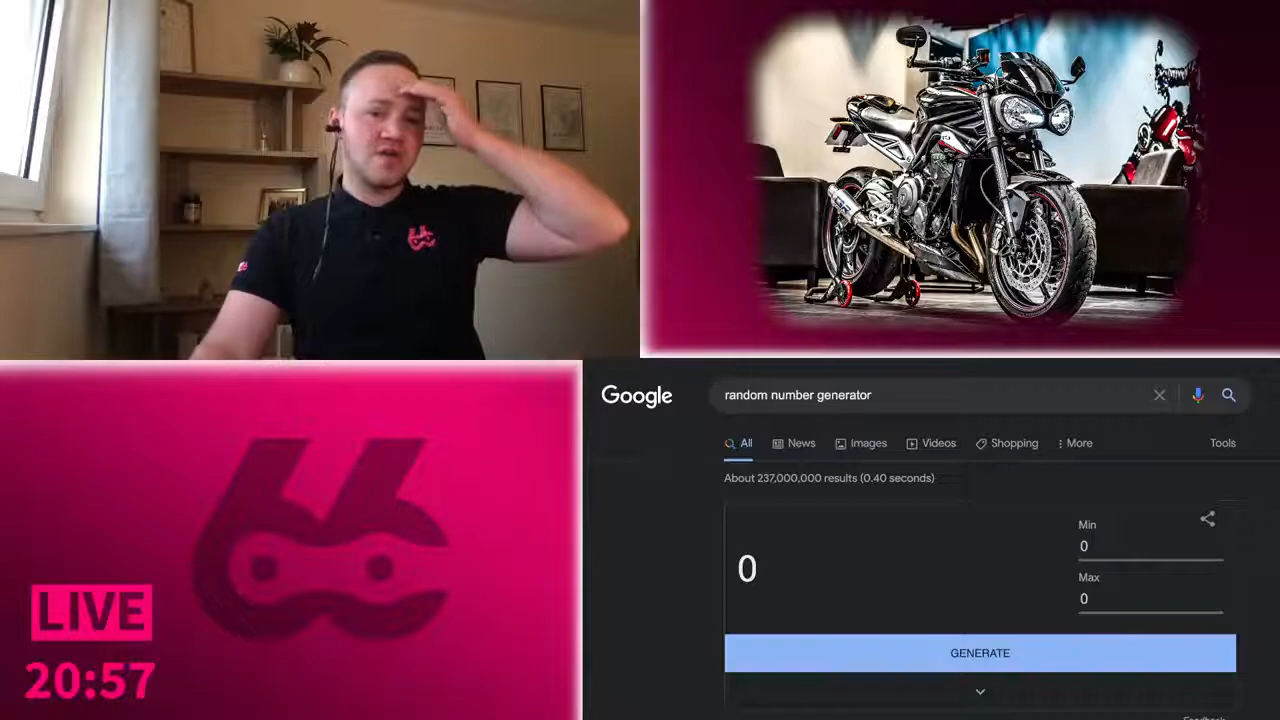 LIVE
20:57
Google
random number generator
All
News
Images
Videos
Shopping
More
Tools
About 237,000,000 results (0.40 seconds)
0
Min
0
Max
0
GENERATE
Feedback